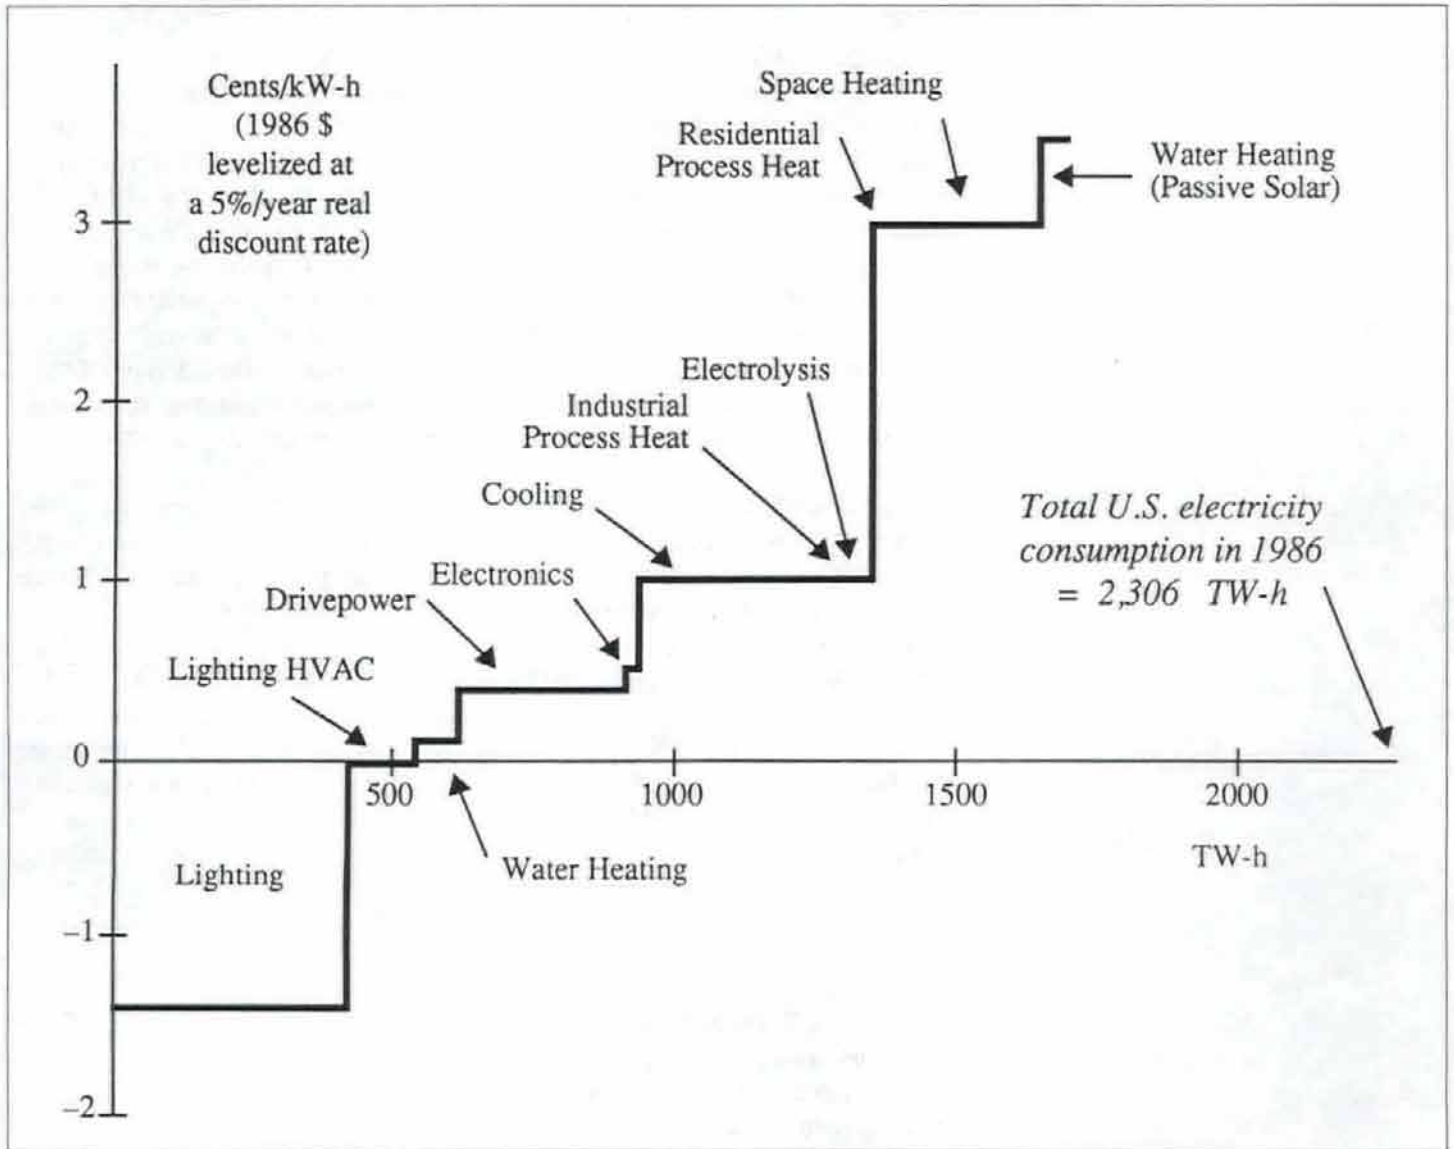 Cents/kW-h
(1986 $
levelized at
a 5%/year real
discount rate)
Space Heating
Residential
Process Heat
Water Heating
(Passive Solar)
3
2
Electrolysis
Industrial
Process Heat
Cooling
Total U.S. electricity
consumption in 1986
= 2,306 TW-h
1
Electronics
Drivepower
Lighting HVAC
0
500
1000
1500
2000
TW-h
Water Heating
Lighting
–1
–2